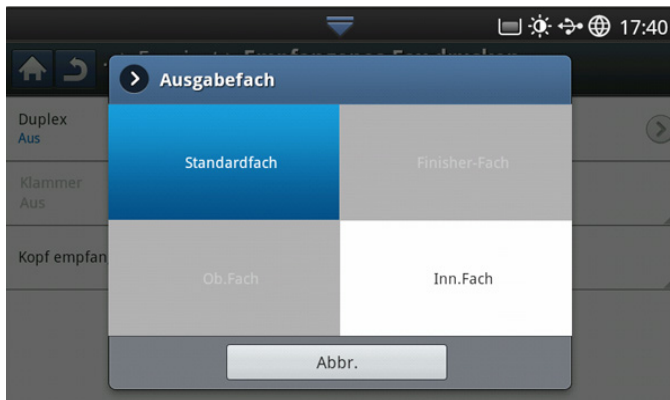 17:40
Ausgabefach
Duplex
Aus
Standardfach
Finisher-Fach
Klammer
Aus
Kopf empfan
Ob.Fach
Inn.Fach
Abbr.